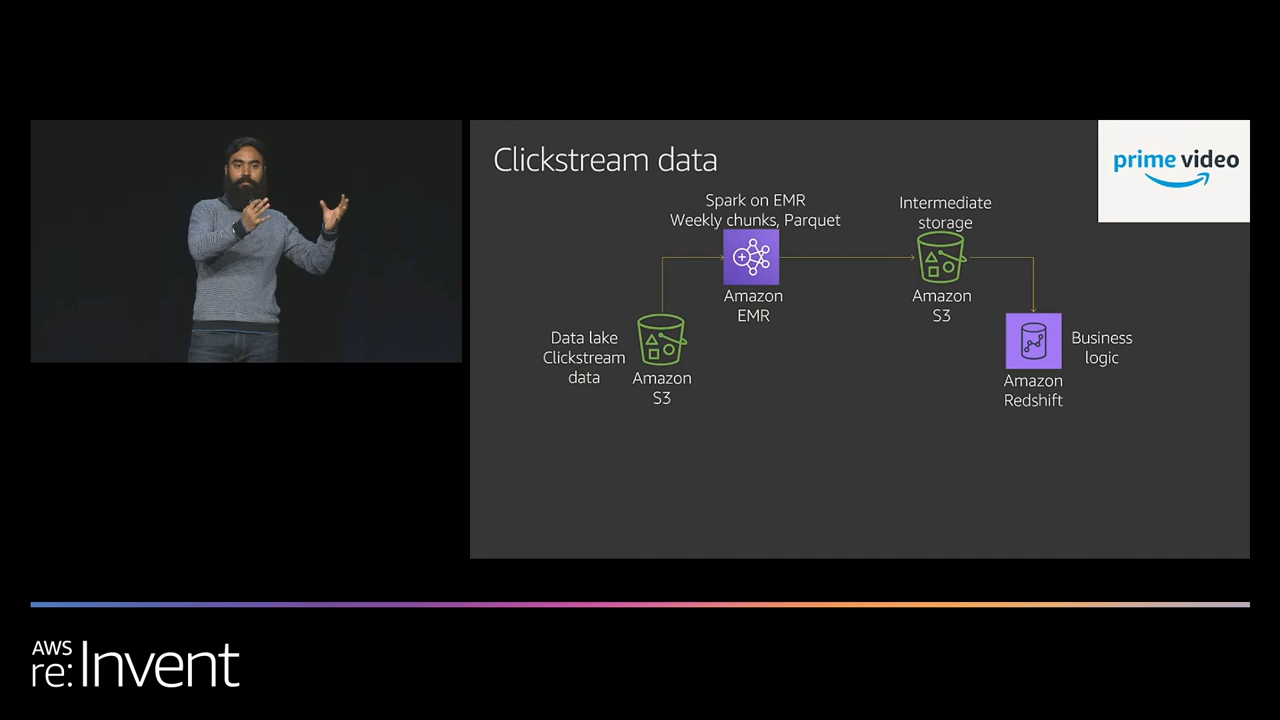 Clickstream data
prime video
Spark on EMR
Weekly chunks, Parquet
Amazon
EMR
Intermediate
storage
Amazon
S3
Data lake
Clickstream
data
Amazon
S3
Business
logic
Amazon
Redshift
AWS
re:Invent